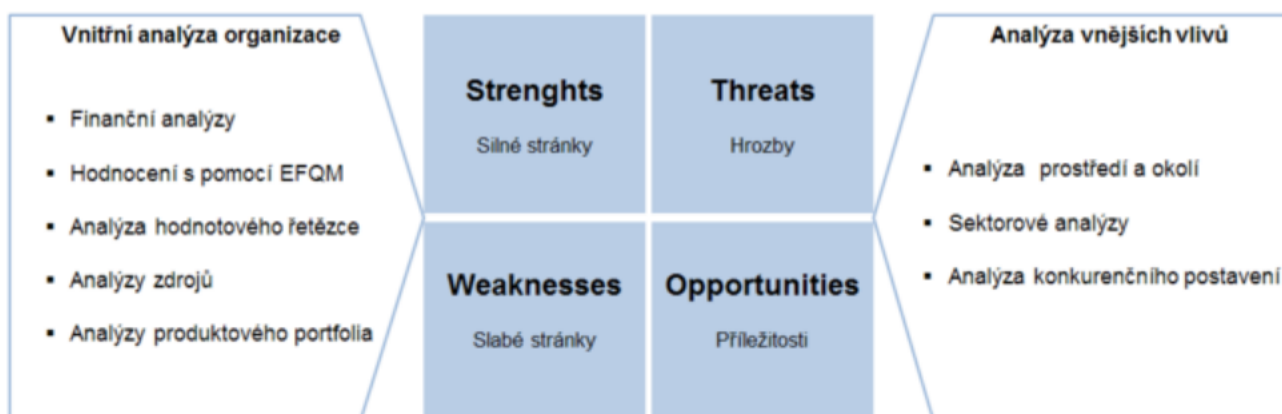 Vnitřní analýza organizace
▪ Finanční analýzy
▪ Hodnocení s pomocí EFQM
▪ Analýza hodnotového řetězce
▪ Analýzy zdrojů
▪ Analýzy produktového portfolia
Strenghts
Silné stránky
Threats
Hrozby
Weaknesses
Slabé stránky
Opportunities
Příležitosti
Analýza vnějších vlivů
▪ Analýza prostředí a okolí
▪ Sektorové analýzy
▪ Analýza konkurenčního postavení